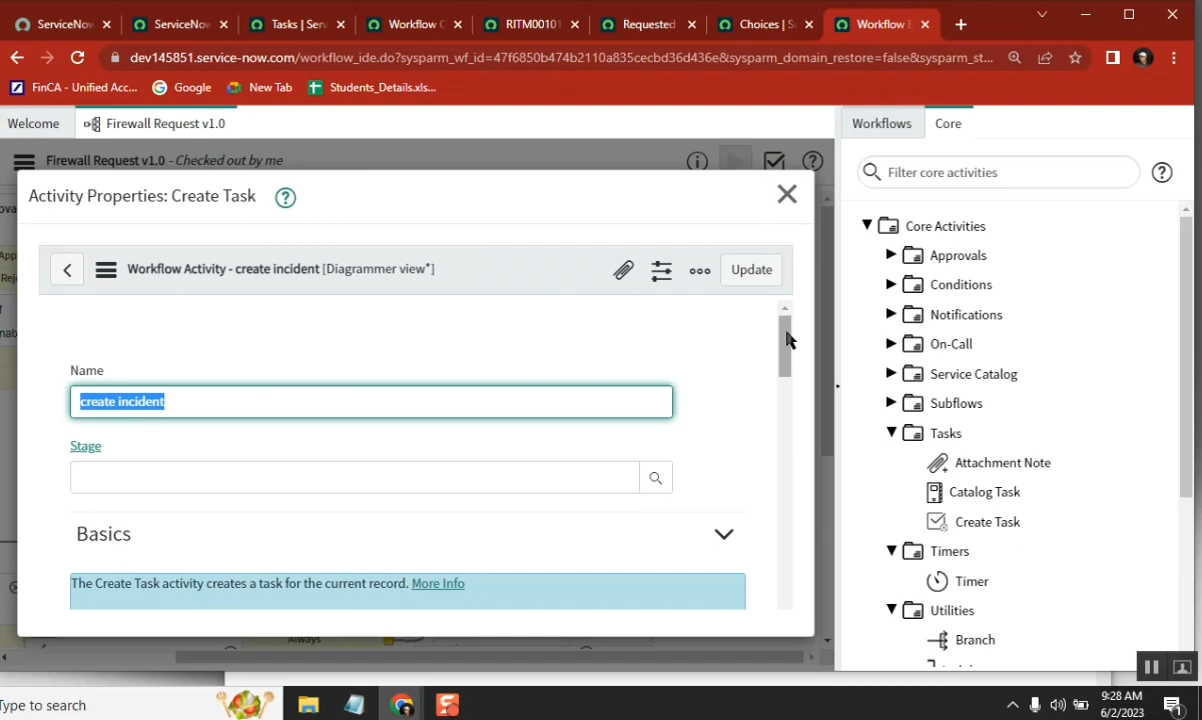 ServiceNow
ServiceNow
Tasks | Serv
Workflow C
RITM00101
Requested
Choices | S
Workflow E
dev145851.service-now.com/workflow_ide.do?sysparm_wf_id=47f6850b474b2110a835cecbd36d436e&sysparm_domain_restore=false&sysparm_st...
FinCA - Unified Acc...
Google
New Tab
Students_Details.xls...
Welcome
Firewall Request v1.0
Workflows
Core
Firewall Request v1.0 - Checked out by me
Filter core activities
Activity Properties: Create Task
Core Activities
Approvals
Workflow Activity - create incident [Diagrammer view*]
Update
Conditions
Notifications
On-Call
Name
Service Catalog
create incident
Subflows
Tasks
Stage
Attachment Note
Catalog Task
Create Task
Basics
Timers
The Create Task activity creates a task for the current record. More Info
Timer
Utilities
Always
Branch
Type to search
9:28 AM
6/2/2023
1